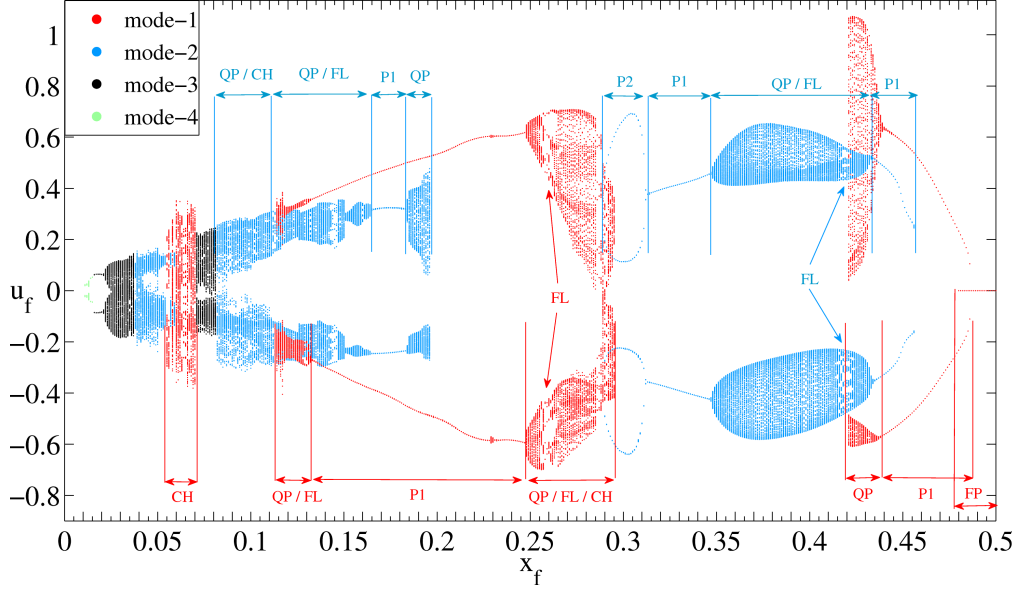 mode−1
mode−2
mode−3
mode−4
1
0.8
0.6
0.4
0.2
0
−0.2
−0.4
−0.6
−0.8
u_f
QP / CH
QP / FL
P1
QP
P2
P1
QP / FL
P1
FL
FL
CH
QP / FL
P1
QP / FL / CH
QP
P1
FP
0
0.05
0.1
0.15
0.2
0.25
0.3
0.35
0.4
0.45
0.5
x_f